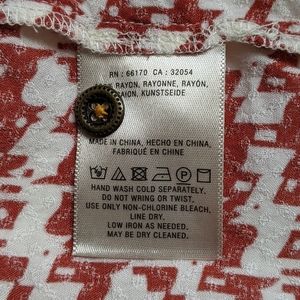 RN : 66170 CA : 32054
RAYON, RAYONNE, RAYÓN,
RAION, KUNSTSEIDE
MADE IN CHINA, HECHO EN CHINA,
FABRIQUÉ EN CHINE
HAND WASH COLD SEPARATELY.
DO NOT WRING OR TWIST,
USE ONLY NON-CHLORINE BLEACH,
LINE DRY.
LOW IRON AS NEEDED.
MAY BE DRY CLEANED.